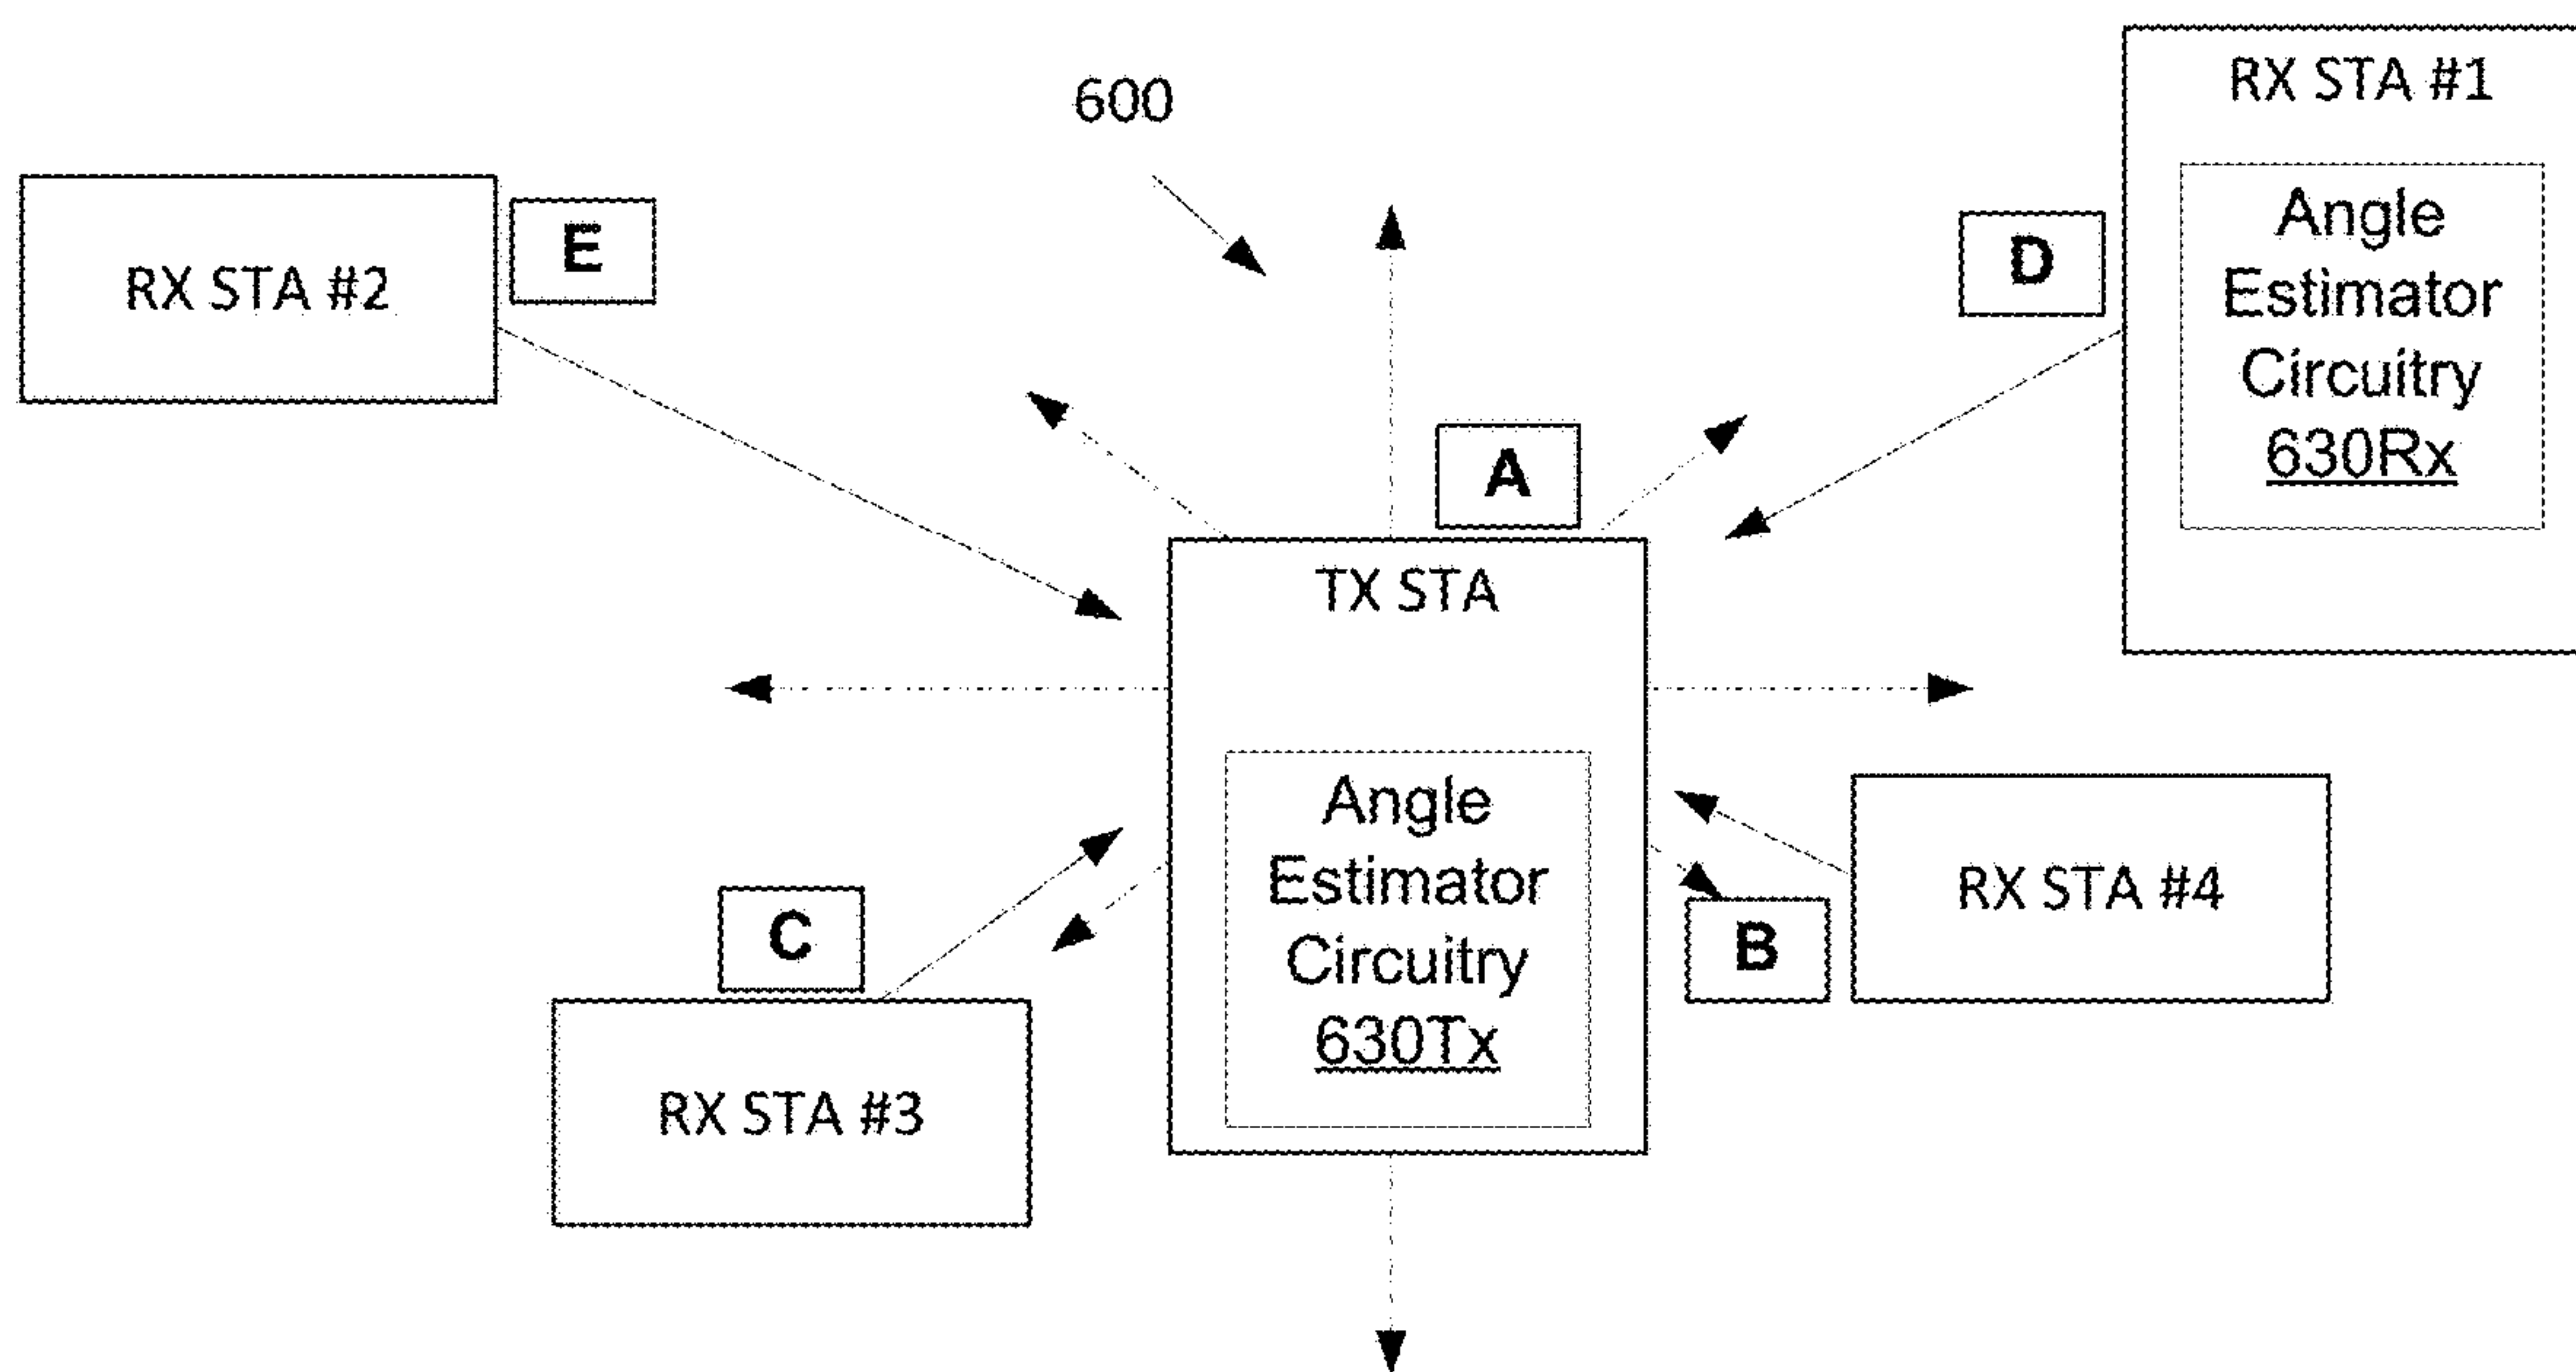 600
RX STA #1
Angle
Estimator
Circuitry
630Rx
D
RX STA #2
E
A
TX STA
Angle
Estimator
Circuitry
630Tx
RX STA #4
B
C
RX STA #3